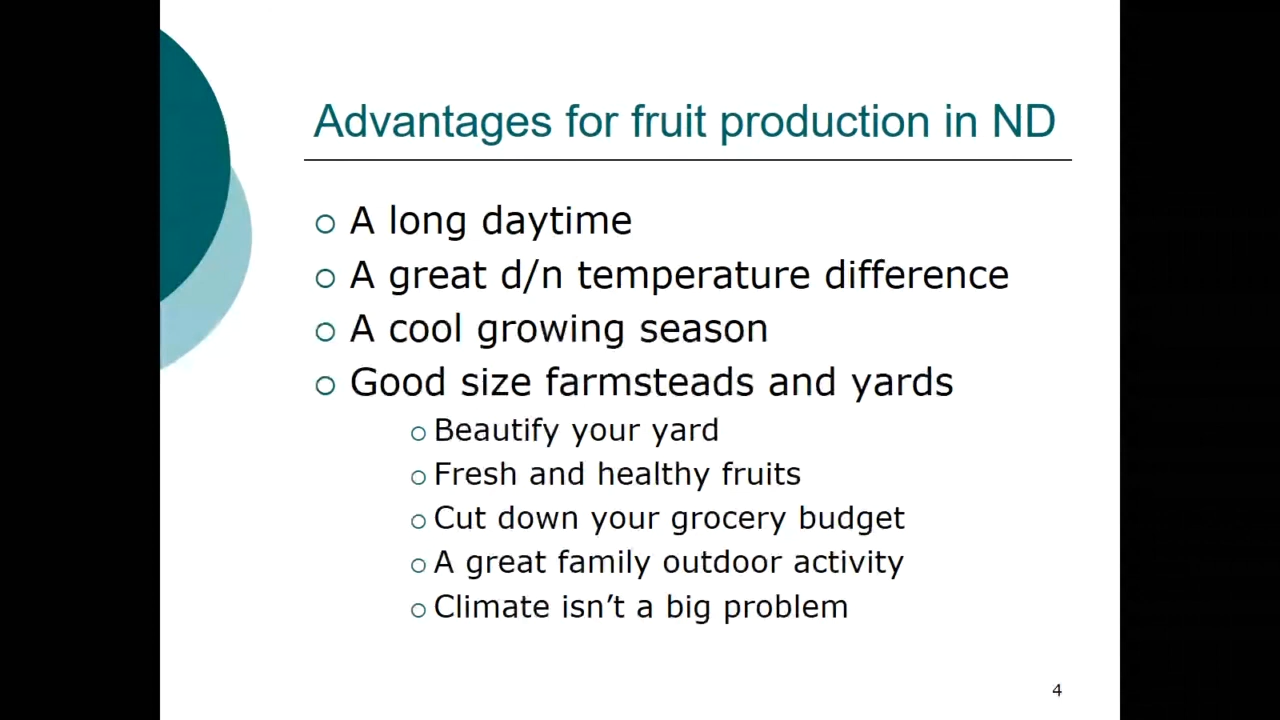 Advantages for fruit production in ND
A long daytime
A great d/n temperature difference
A cool growing season
Good size farmsteads and yards
Beautify your yard
Fresh and healthy fruits
Cut down your grocery budget
A great family outdoor activity
Climate isn’t a big problem
4